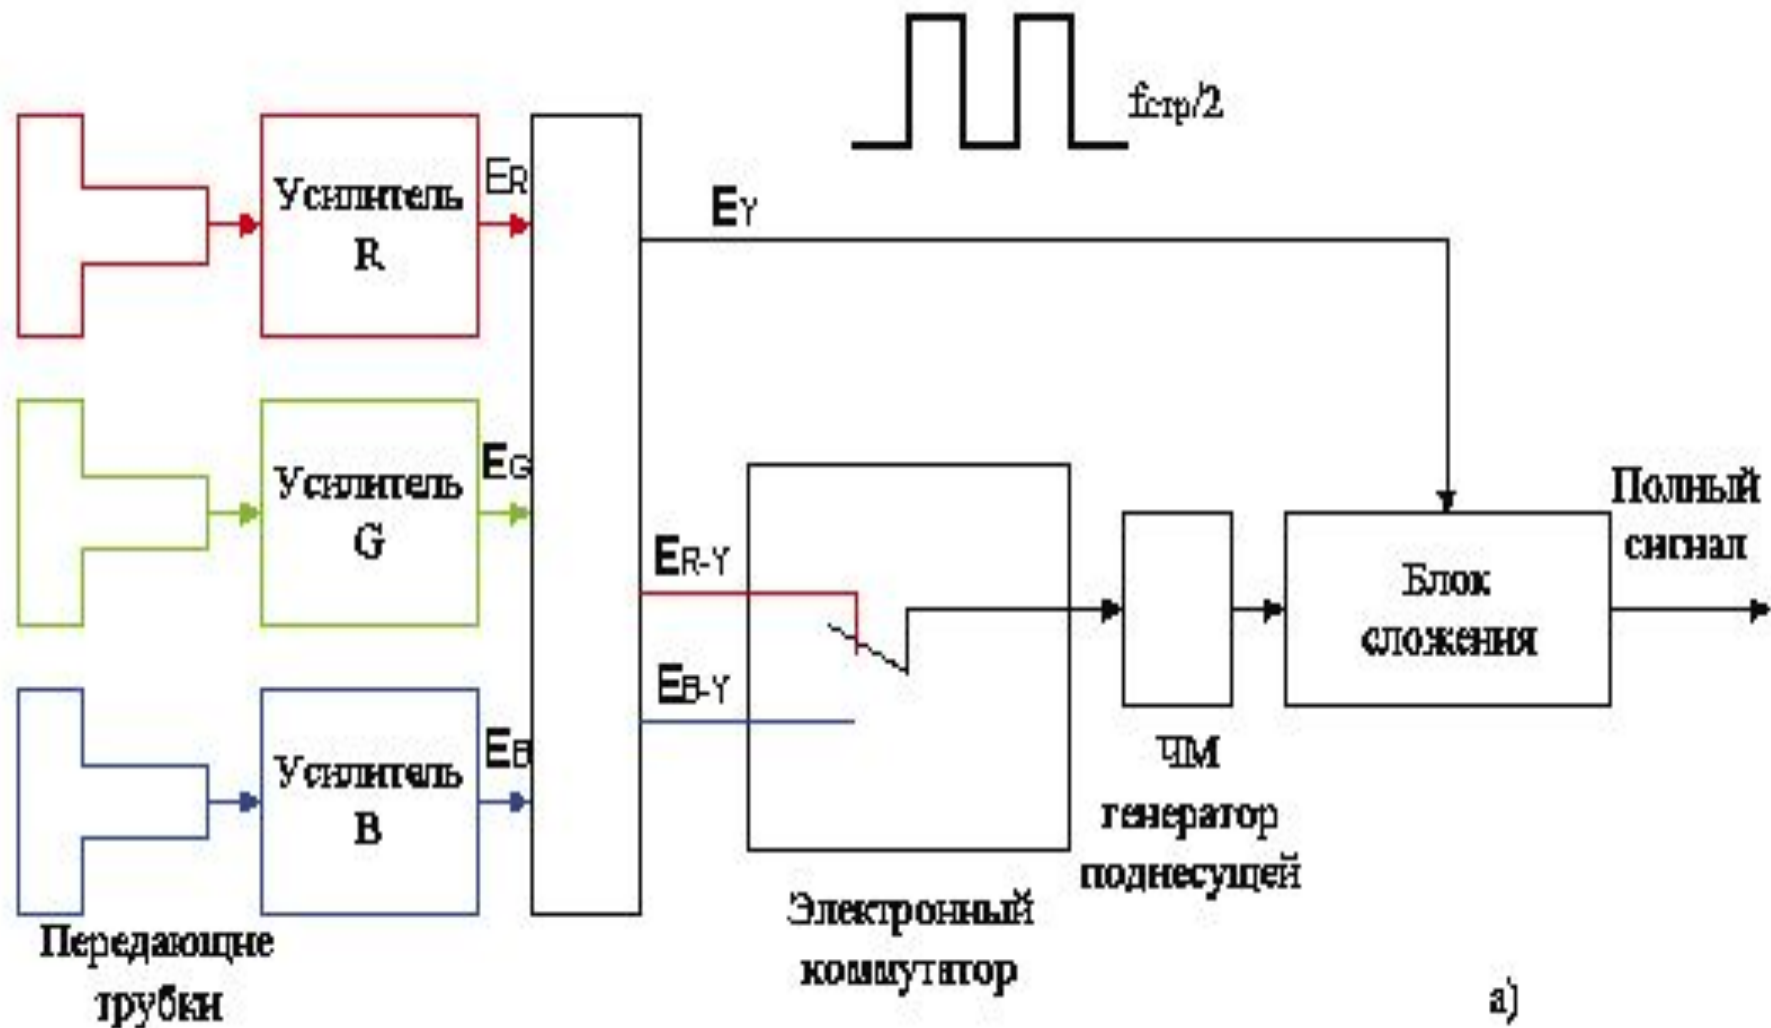 fстр/2
EY
Усилитель
R
ER
Усилитель
G
EG
Усилитель
B
EB
ER-Y
EB-Y
Передающие
трубки
Электронный
коммутатор
ЧМ
генератор
поднесущей
Блок
сложения
Полный
сигнал
а)